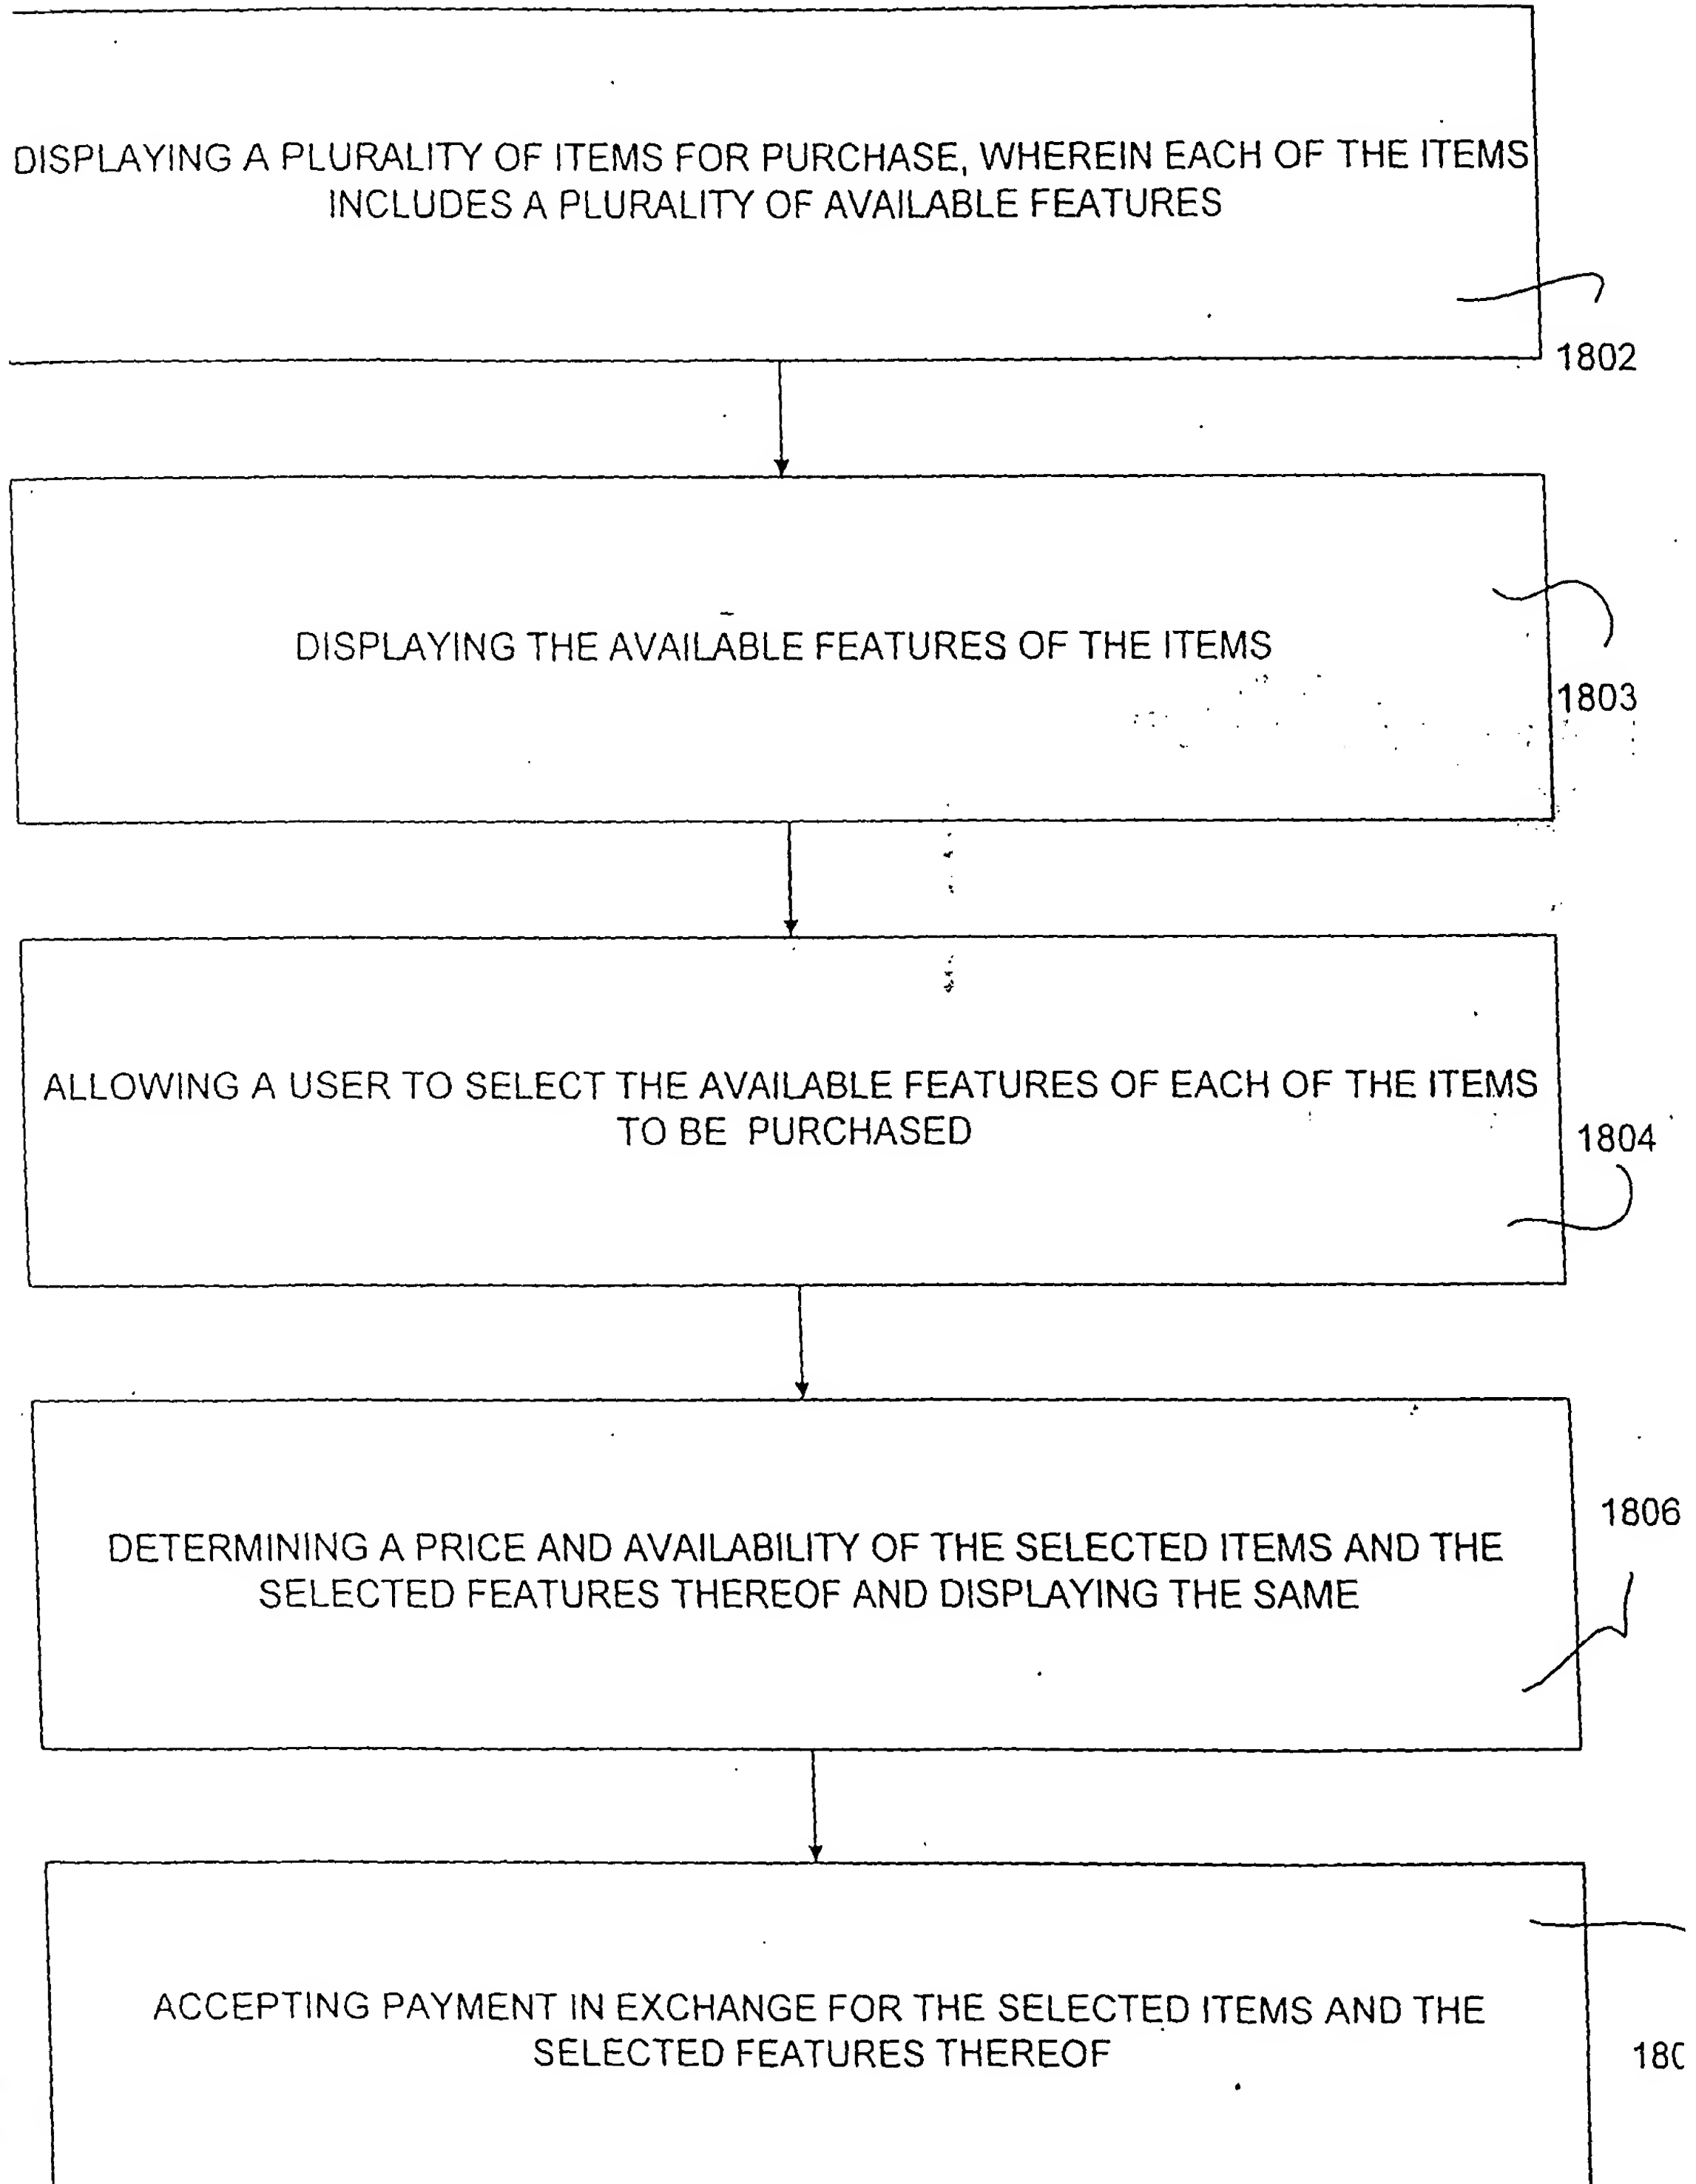 DISPLAYING A PLURALITY OF ITEMS FOR PURCHASE, WHEREIN EACH OF THE ITEMS
INCLUDES A PLURALITY OF AVAILABLE FEATURES
1802
DISPLAYING THE AVAILABLE FEATURES OF THE ITEMS
1803
ALLOWING A USER TO SELECT THE AVAILABLE FEATURES OF EACH OF THE ITEMS
TO BE PURCHASED
1804
1806
DETERMINING A PRICE AND AVAILABILITY OF THE SELECTED ITEMS AND THE
SELECTED FEATURES THEREOF AND DISPLAYING THE SAME
ACCEPTING PAYMENT IN EXCHANGE FOR THE SELECTED ITEMS AND THE
SELECTED FEATURES THEREOF